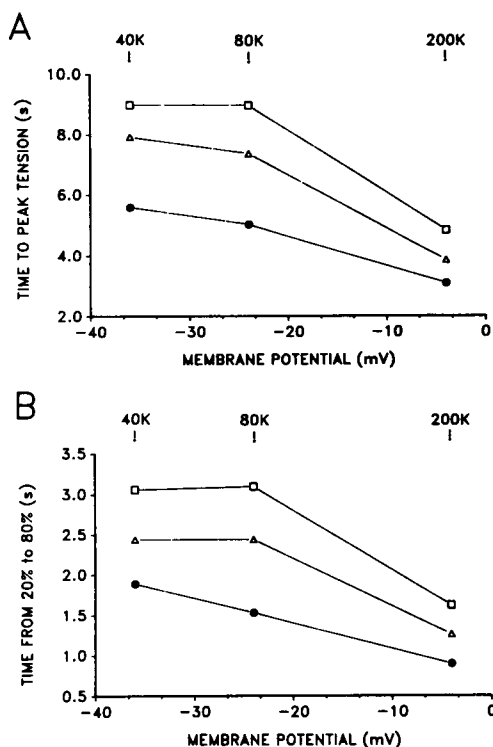 A
40K 80K 200K
TIME TO PEAK TENSION (s)
10.0
8.0
6.0
4.0
2.0
-40 -30 -20 -10 0
MEMBRANE POTENTIAL (mV)
B
40K 80K 200K
TIME FROM 20% to 80% (s)
3.5
3.0
2.5
2.0
1.5
1.0
0.5
-40 -30 -20 -10 0
MEMBRANE POTENTIAL (mV)